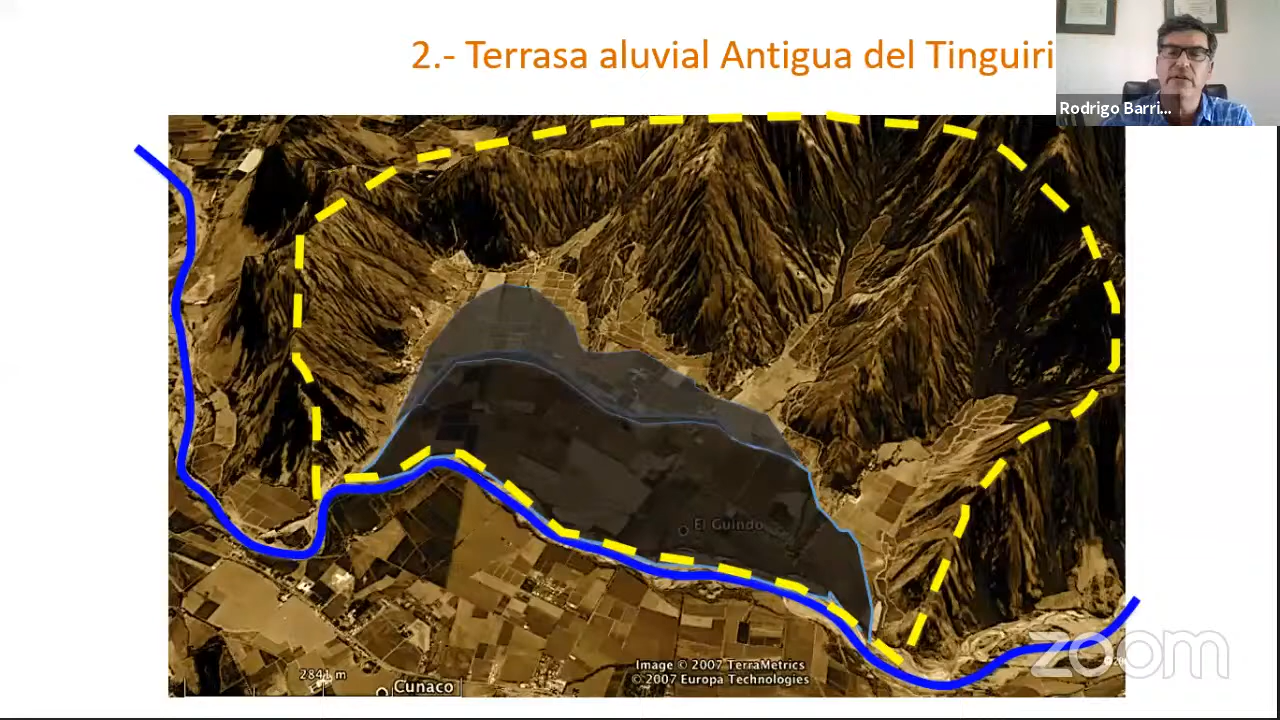 2.- Terrasa aluvial Antigua del Tinguiri
Rodrigo Barri...
El Guindo
2841 m
Cunaco
Image © 2007 TerraMetrics
© 2007 Europa Technologies
zoom